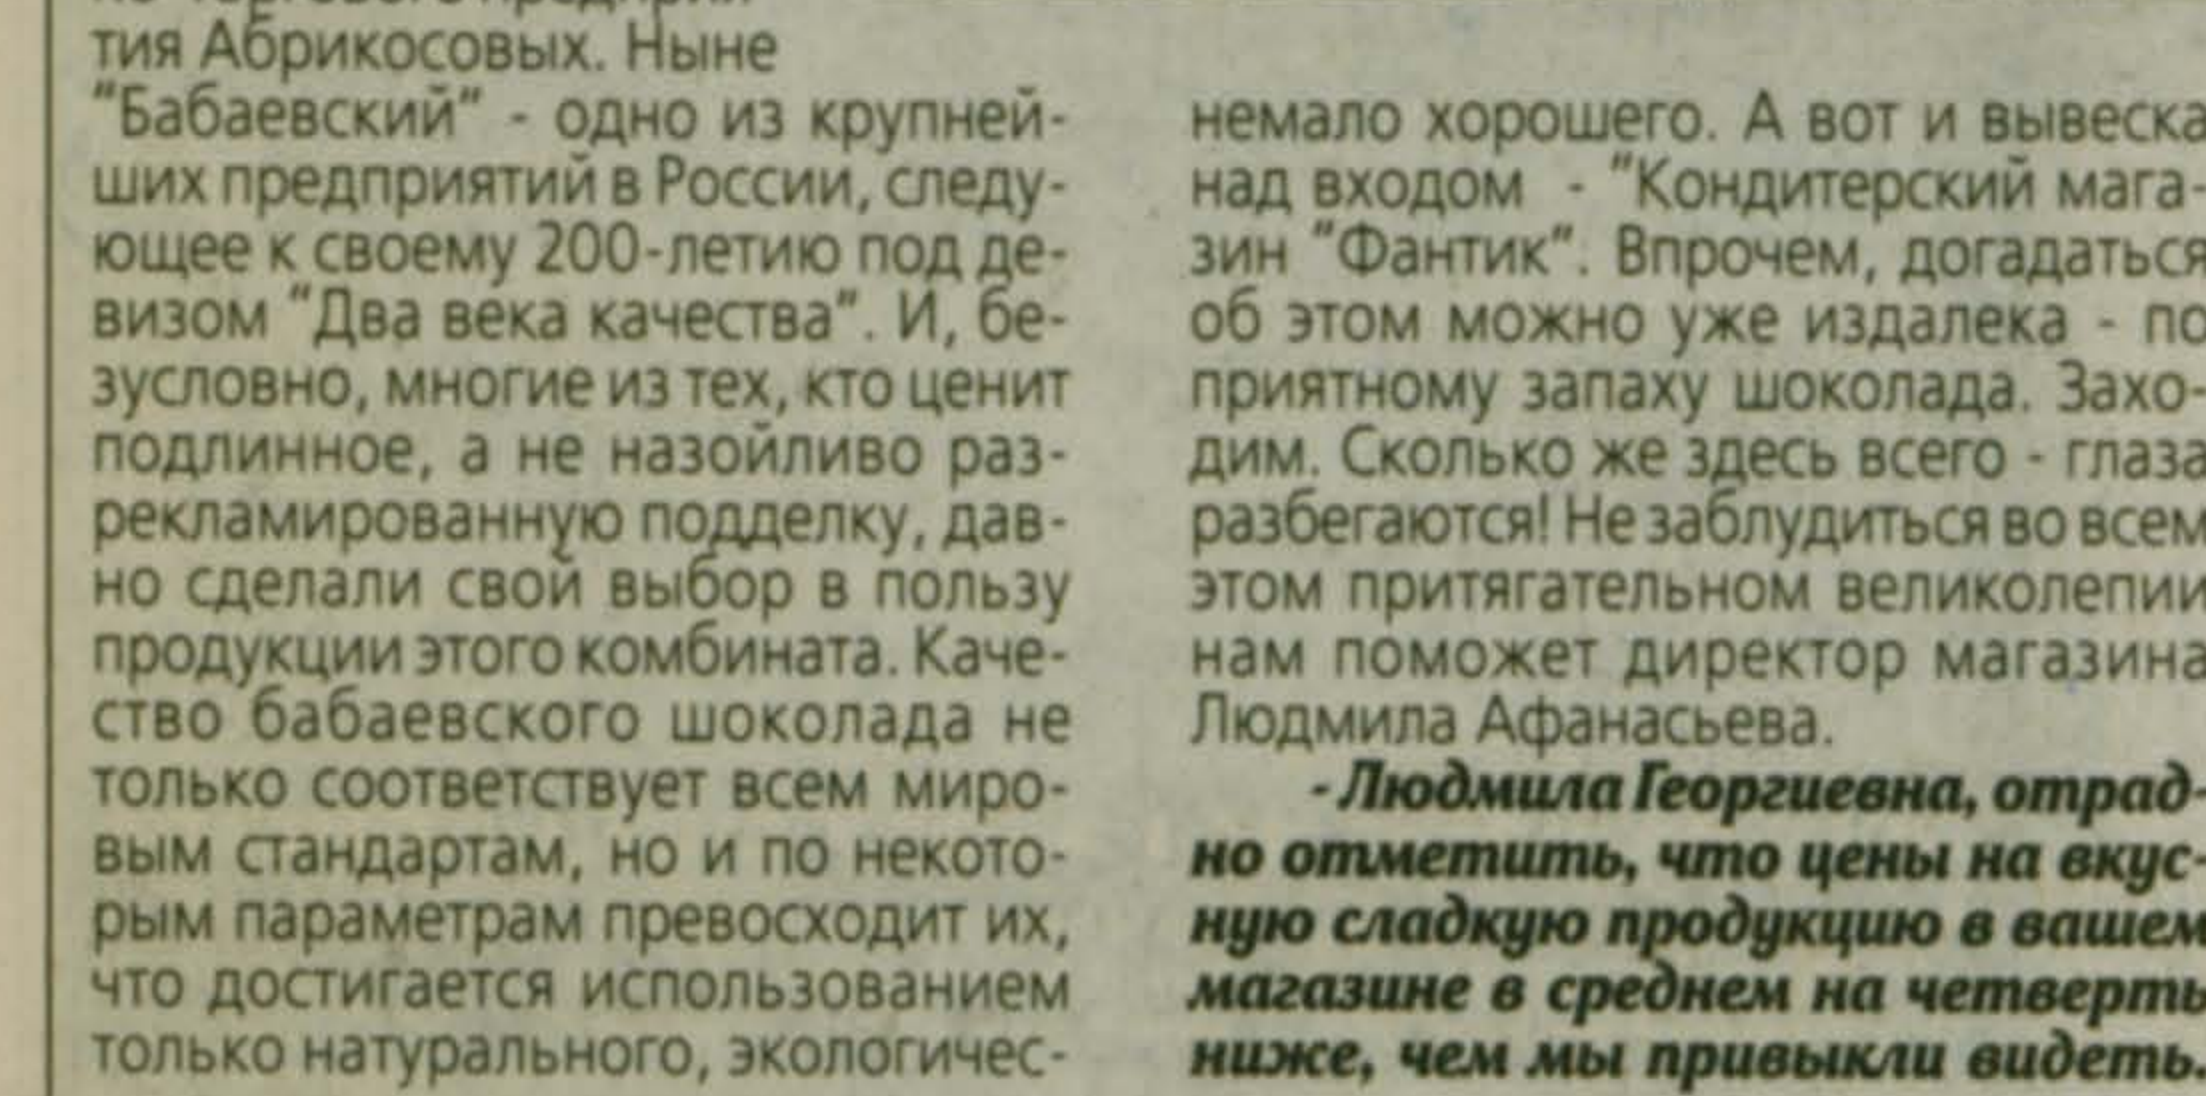 тия Абрикосовых. Ныне
"Бабаевский" - одно из крупней-
ших предприятий в России, следу-
ющее к своему 200-летию под де-
визом "Два века качества". И, бе-
зусловно, многие из тех, кто ценит
подлинное, а не назойливо раз-
рекламированную подделку, дав-
но сделали свой выбор в пользу
продукции этого комбината. Каче-
ство бабаевского шоколада не
только соответствует всем миро-
вым стандартам, но и по некото-
рым параметрам превосходит их,
что достигается использованием
только натурального, экологичес-
немало хорошего. А вот и вывеска
над входом - "Кондитерский мага-
зин "Фантик". Впрочем, догадаться
об этом можно уже издалека - по
приятному запаху шоколада. Захо-
дим. Сколько же здесь всего - глаза
разбегаются! Не заблудиться во всем
этом притягательном великолепии
нам поможет директор магазина
Людмила Афанасьева.
- Людмила Георгиевна, отрад-
но отметить, что цены на вкус-
ную сладкую продукцию в вашем
магазине в среднем на четверть
ниже, чем мы привыкли видеть.